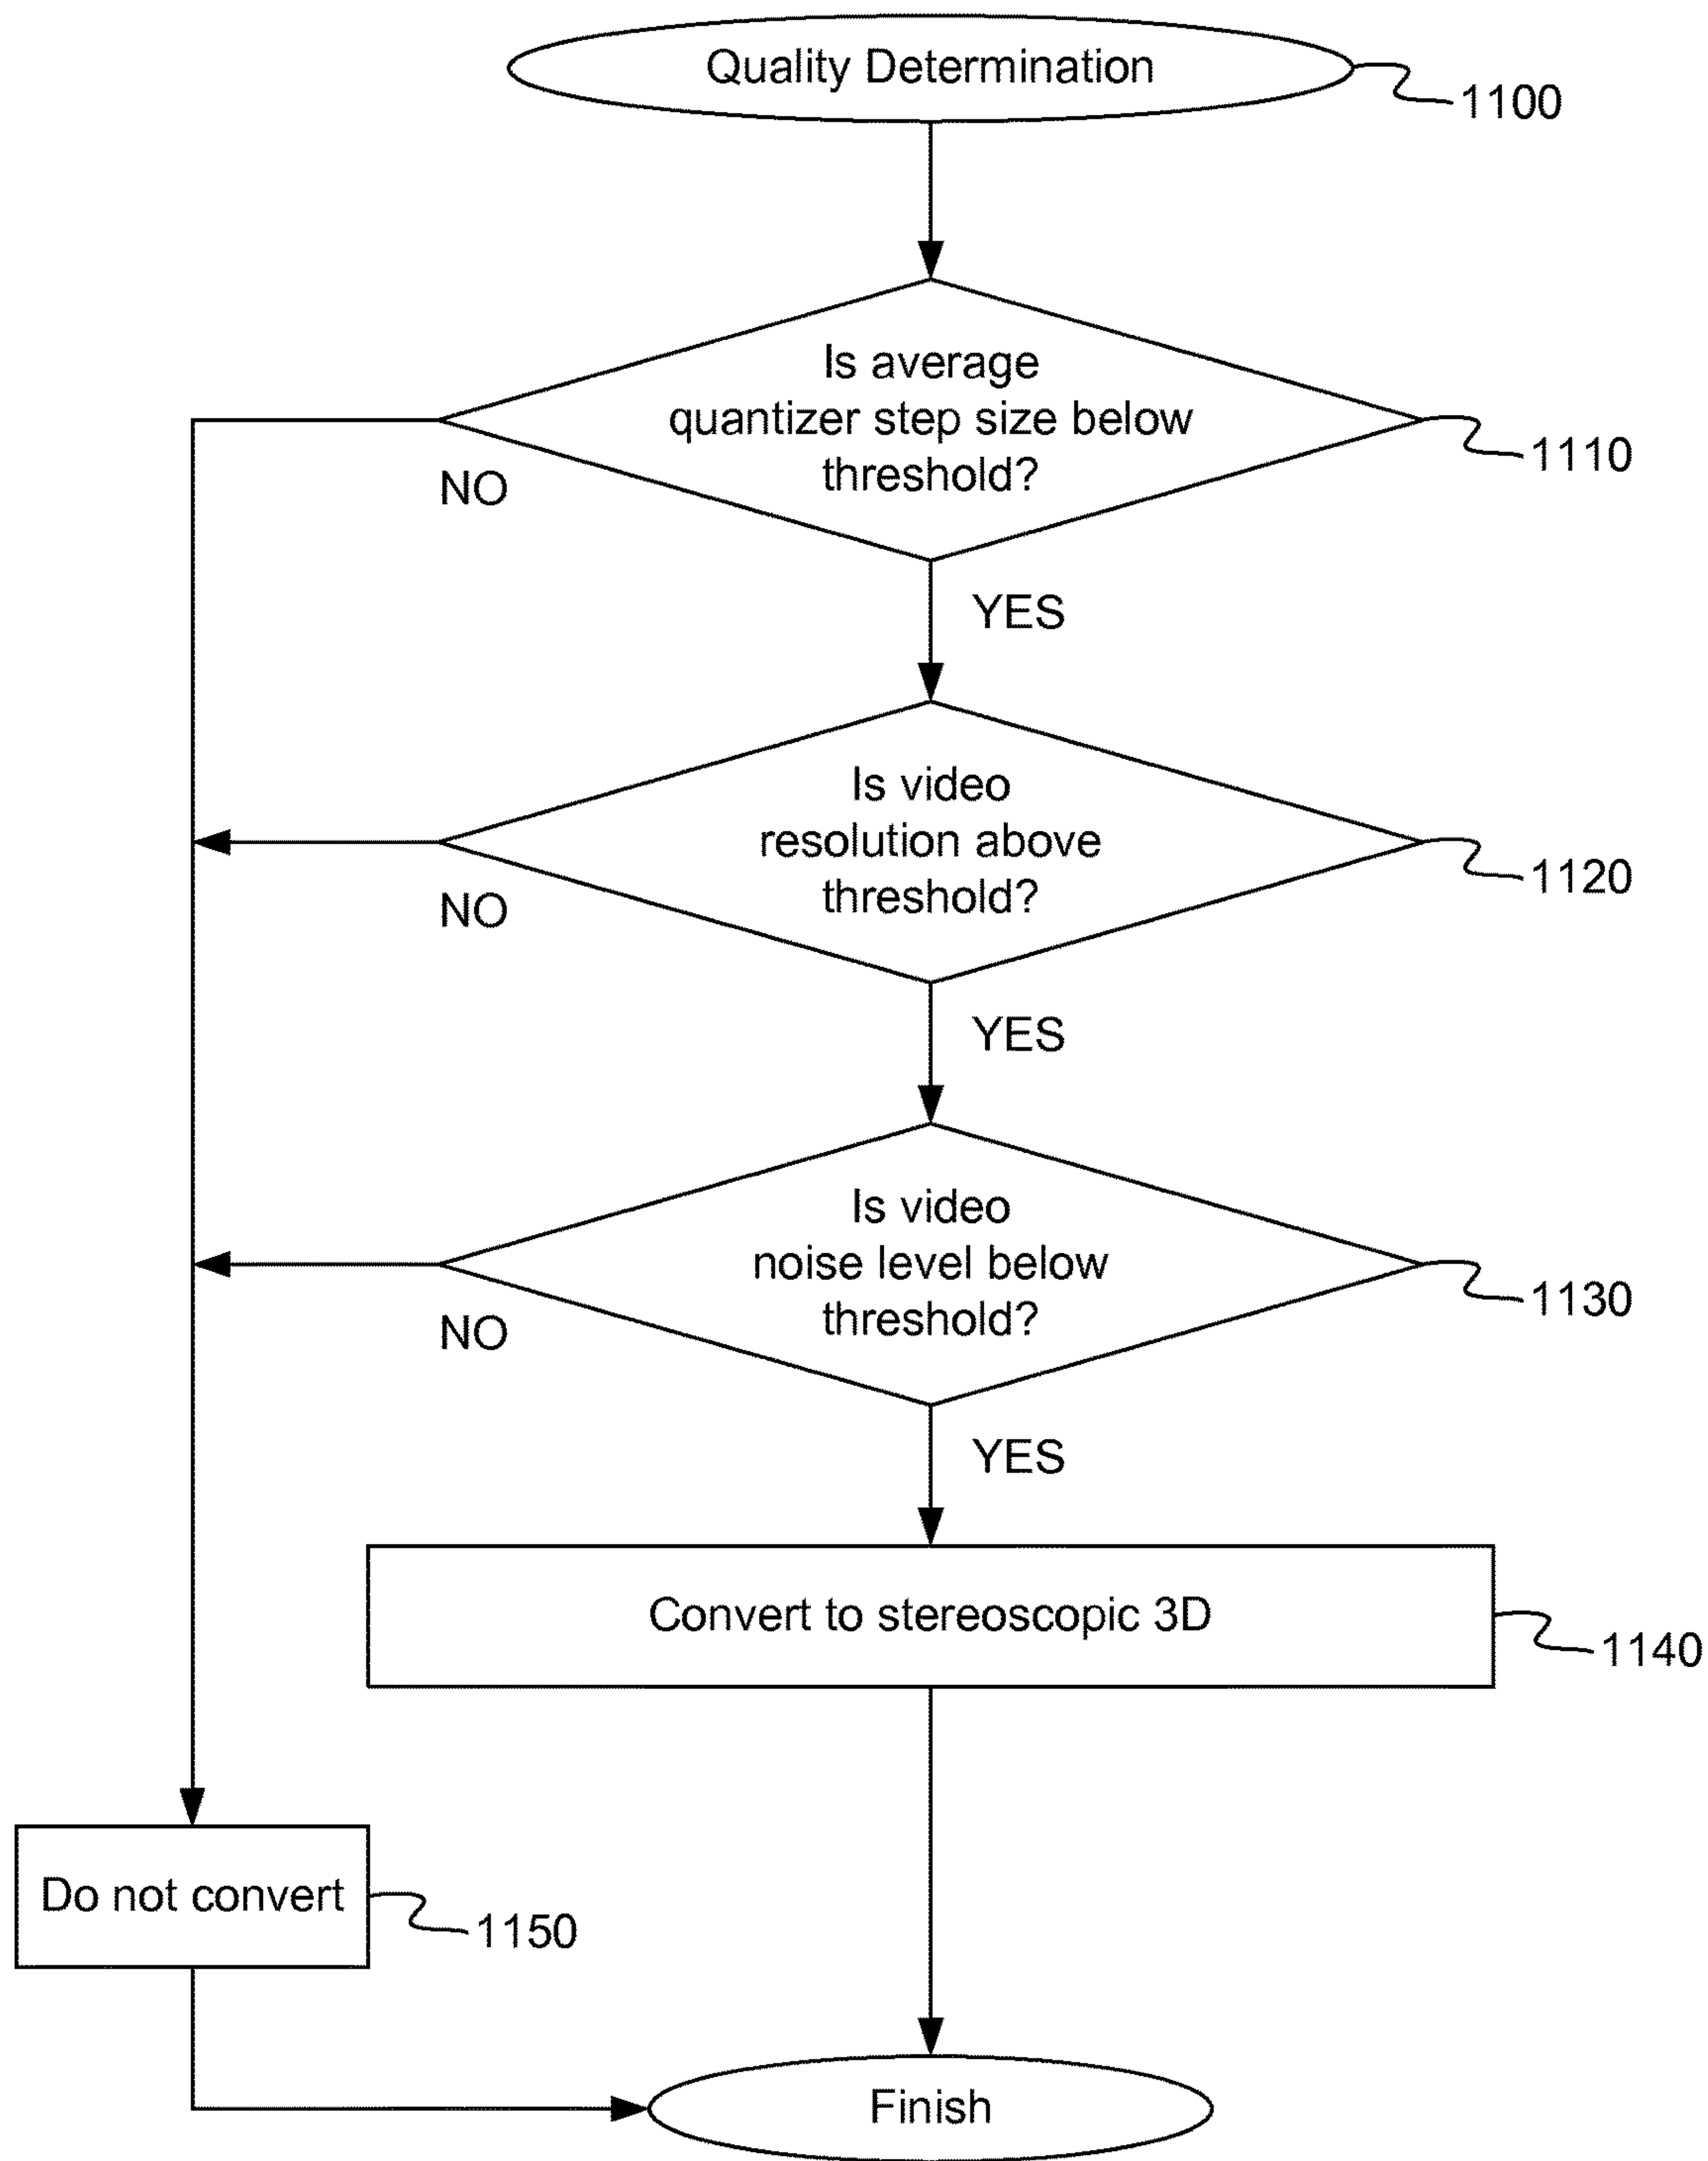 Quality Determination
1100
Is average
quantizer step size below
threshold?
1110
NO
YES
Is video
resolution above
threshold?
1120
NO
YES
Is video
noise level below
threshold?
1130
NO
YES
Convert to stereoscopic 3D
1140
Do not convert
1150
Finish